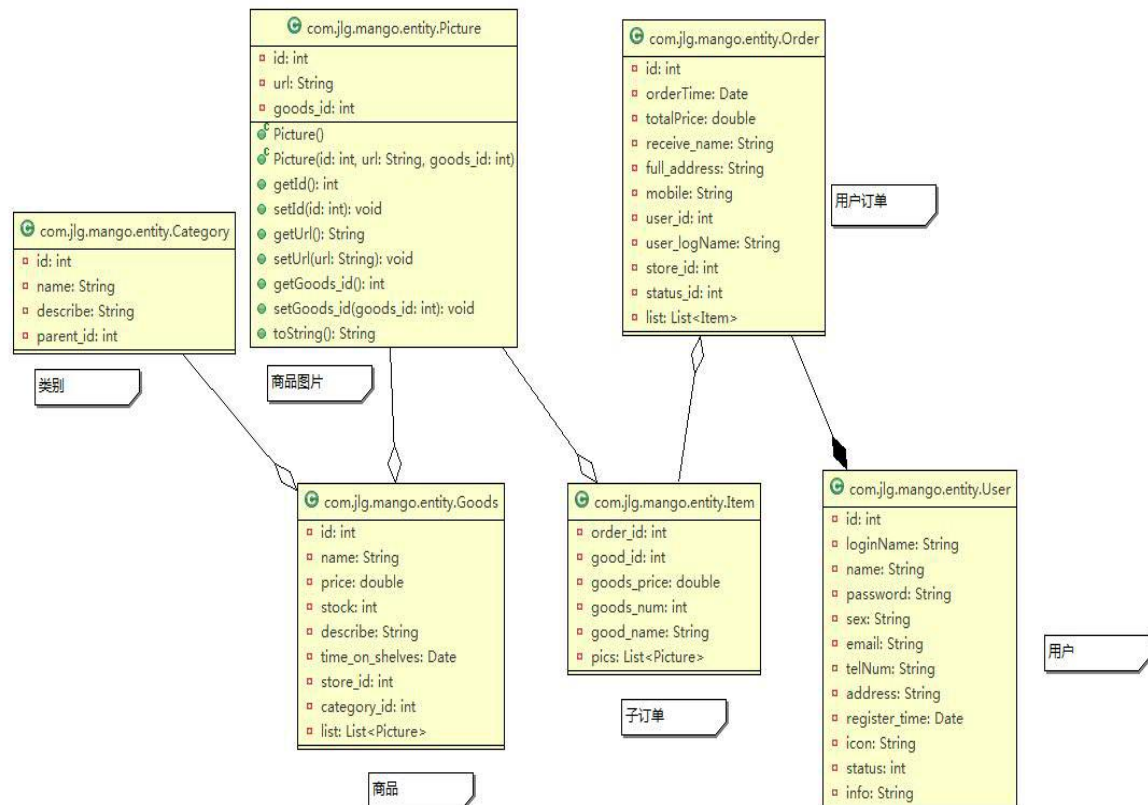 com.jlg.mango.entity.Picture
id: int
url: String
goods_id: int
Picture()
Picture(id: int, url: String, goods_id: int)
getId(): int
setId(id: int): void
getUrl(): String
setUrl(url: String): void
getGoods_id(): int
setGoods_id(goods_id: int): void
toString(): String
商品图片
com.jlg.mango.entity.Order
id: int
orderTime: Date
totalPrice: double
receive_name: String
full_address: String
mobile: String
user_id: int
user_logName: String
store_id: int
status_id: int
list: List<Item>
用户订单
com.jlg.mango.entity.Category
id: int
name: String
describe: String
parent_id: int
类别
com.jlg.mango.entity.Goods
id: int
name: String
price: double
stock: int
describe: String
time_on_shelves: Date
store_id: int
category_id: int
list: List<Picture>
商品
com.jlg.mango.entity.Item
order_id: int
good_id: int
goods_price: double
goods_num: int
good_name: String
pics: List<Picture>
子订单
com.jlg.mango.entity.User
id: int
loginName: String
name: String
password: String
sex: String
email: String
telNum: String
address: String
register_time: Date
icon: String
status: int
info: String
用户